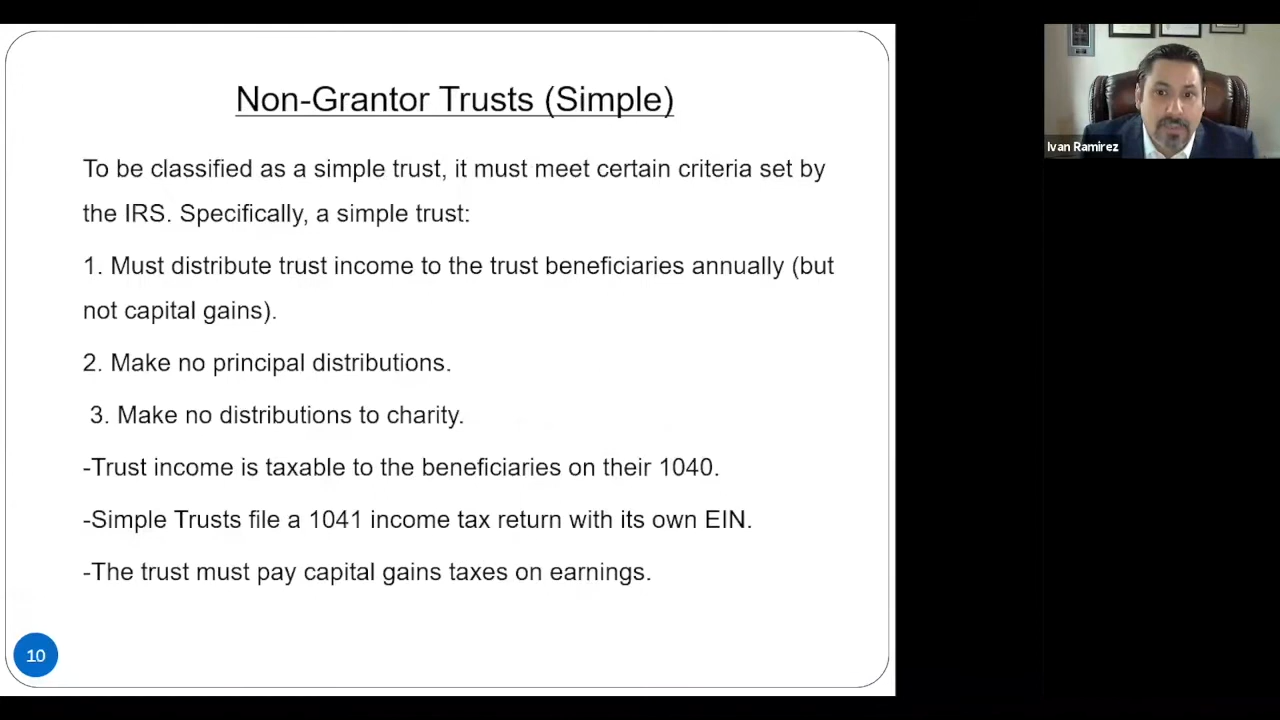 Non-Grantor Trusts (Simple)
To be classified as a simple trust, it must meet certain criteria set by
the IRS. Specifically, a simple trust:
1. Must distribute trust income to the trust beneficiaries annually (but
not capital gains).
2. Make no principal distributions.
3. Make no distributions to charity.
-Trust income is taxable to the beneficiaries on their 1040.
-Simple Trusts file a 1041 income tax return with its own EIN.
-The trust must pay capital gains taxes on earnings.
10
Ivan Ramirez